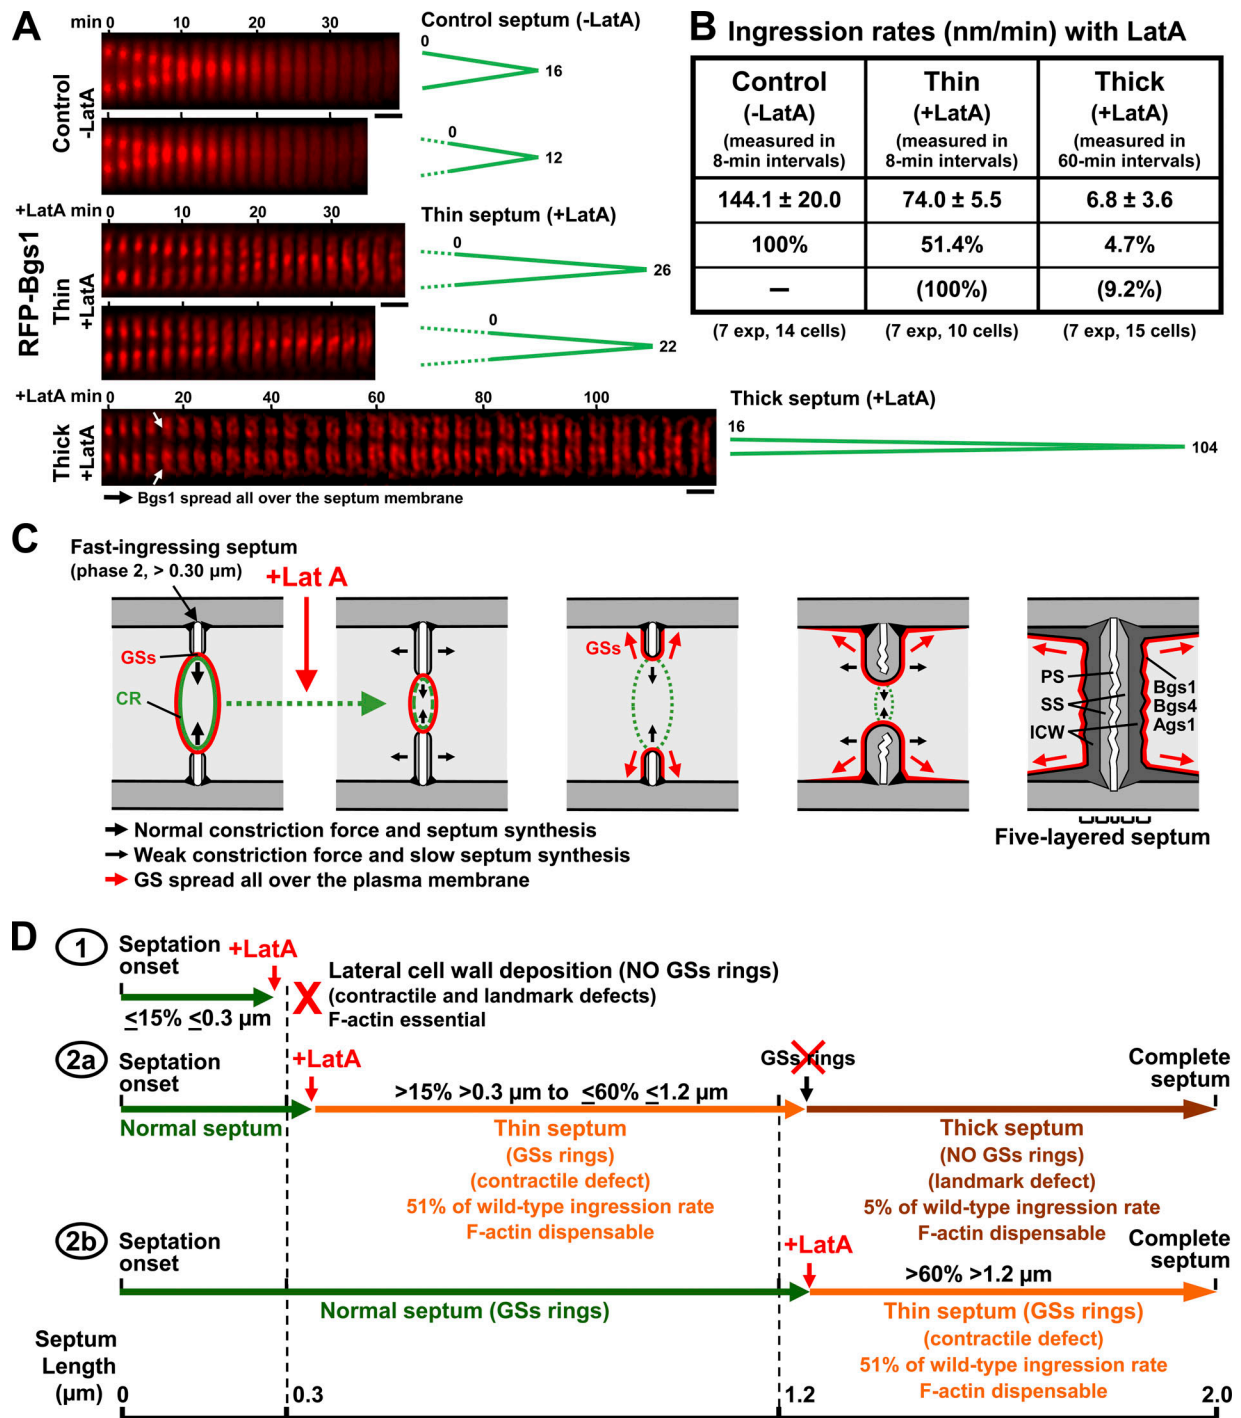 A
min 0 10 20 30
Control
-LatA
Control septum (-LatA)
0
16
0
12
RFP-Bgs1
+LatA min 0 10 20 30
Thin
+LatA
Thin septum (+LatA)
0
26
0
22
+LatA min 0 20 40 60 80 100
Thick
+LatA
Thick septum (+LatA)
16
104
Bgs1 spread all over the septum membrane
B Ingression rates (nm/min) with LatA
Control Thin Thick
(-LatA) (+LatA) (+LatA)
(measured in (measured in (measured in
8-min intervals) 8-min intervals) 60-min intervals)
144.1 ± 20.0 74.0 ± 5.5 6.8 ± 3.6
100% 51.4% 4.7%
— (100%) (9.2%)
(7 exp, 14 cells) (7 exp, 10 cells) (7 exp, 15 cells)
C
Fast-ingressing septum
(phase 2, > 0.30 µm)
+Lat A
GSs
CR
GSs
PS
SS
ICW
Bgs1
Bgs4
Ags1
Five-layered septum
Normal constriction force and septum synthesis
Weak constriction force and slow septum synthesis
GS spread all over the plasma membrane
D
1
Septation
onset
+LatA
≤15% ≤0.3 µm
X
Lateral cell wall deposition (NO GSs rings)
(contractile and landmark defects)
F-actin essential
2a
Septation
onset
+LatA
>15% >0.3 µm to ≤60% ≤1.2 µm
GSs rings
Complete
septum
Normal septum
Thin septum
(GSs rings)
(contractile defect)
51% of wild-type ingression rate
F-actin dispensable
Thick septum
(NO GSs rings)
(landmark defect)
5% of wild-type ingression rate
F-actin dispensable
2b
Septation
onset
+LatA
>60% >1.2 µm
Complete
septum
Normal septum (GSs rings)
Thin septum (GSs rings)
(contractile defect)
51% of wild-type ingression rate
F-actin dispensable
Septum
Length
(µm)
0 0.3 1.2 2.0